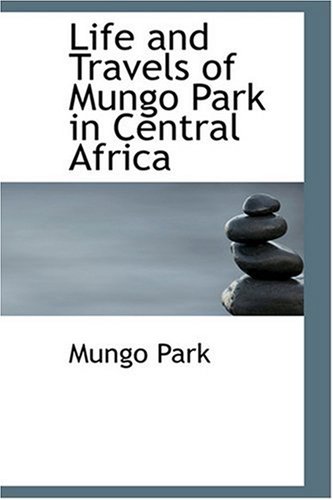 Life and
Travels of
Mungo Park
in Central
Africa
Mungo Park